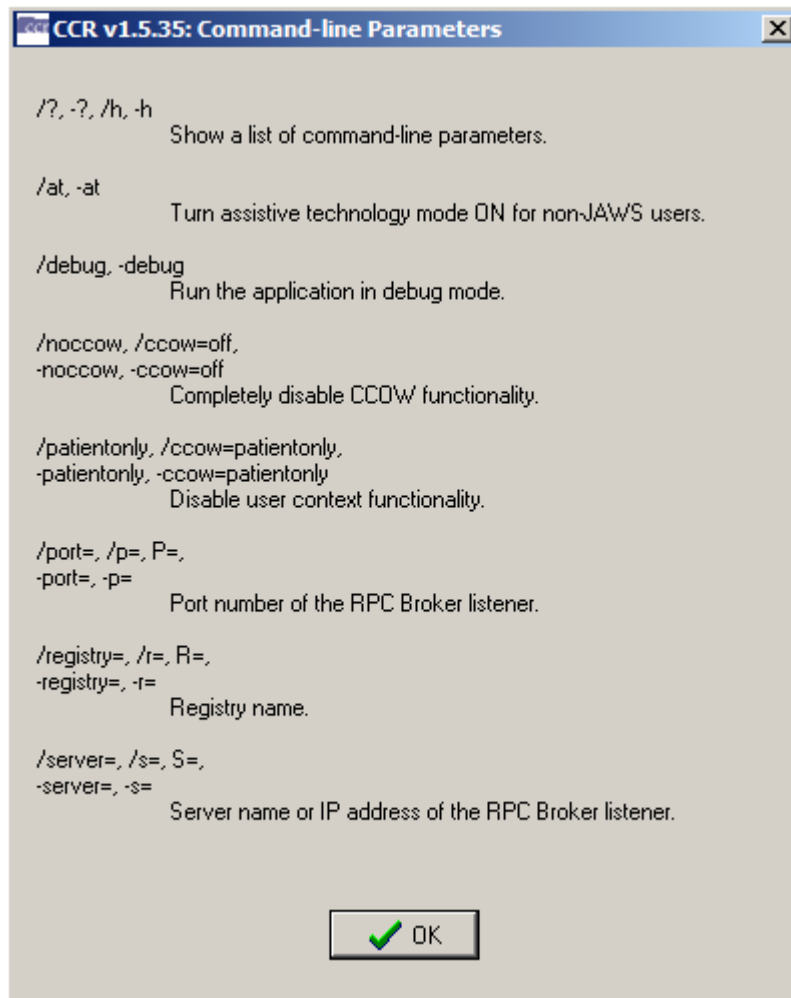 CCR CCR v1.5.35: Command-line Parameters
/?, -?, /h, -h
Show a list of command-line parameters.
/at, -at
Turn assistive technology mode ON for non-JAWS users.
/debug, -debug
Run the application in debug mode.
/noccow, /ccow=off,
-noccow, -ccow=off
Completely disable CCOW functionality.
/patientonly, /ccow=patientonly,
-patientonly, -ccow=patientonly
Disable user context functionality.
/port=, /p=, P=,
-port=, -p=
Port number of the RPC Broker listener.
/registry=, /r=, R=,
-registry=, -r=
Registry name.
/server=, /s=, S=,
-server=, -s=
Server name or IP address of the RPC Broker listener.
OK